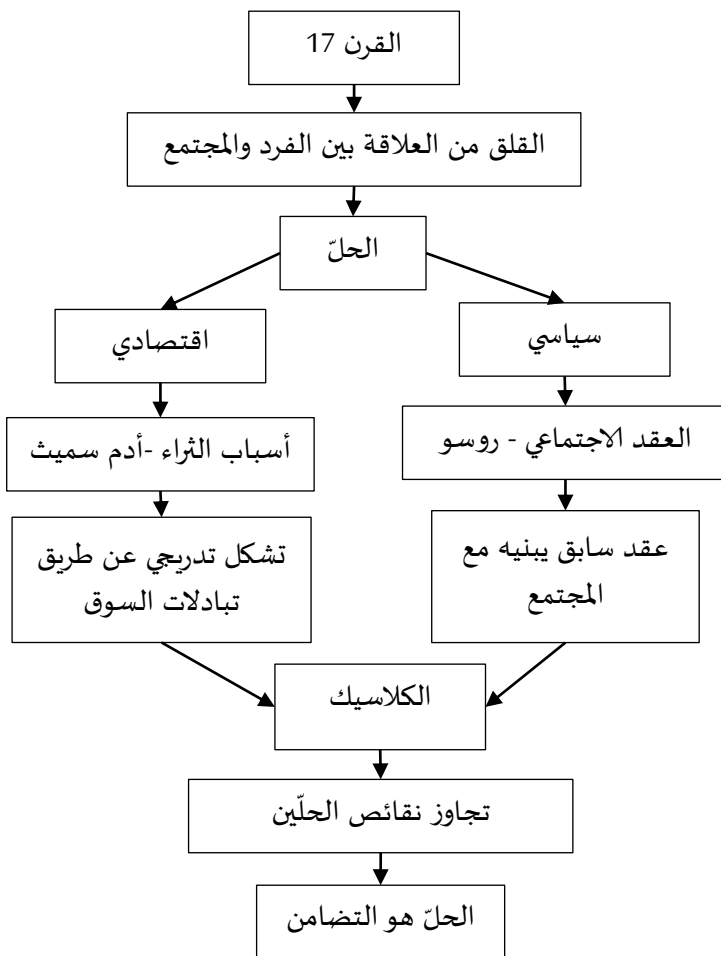 القرن 17
القلق من العلاقة بين الفرد والمجتمع
الحلّ
سياسي
اقتصادي
العقد الاجتماعي - روسو
أسباب الثراء -أدم سميث
عقد سابق يبنيه مع
المجتمع
تشكل تدريجي عن طريق
تبادلات السوق
الكلاسيك
تجاوز نقائص الحلّين
الحلّ هو التضامن